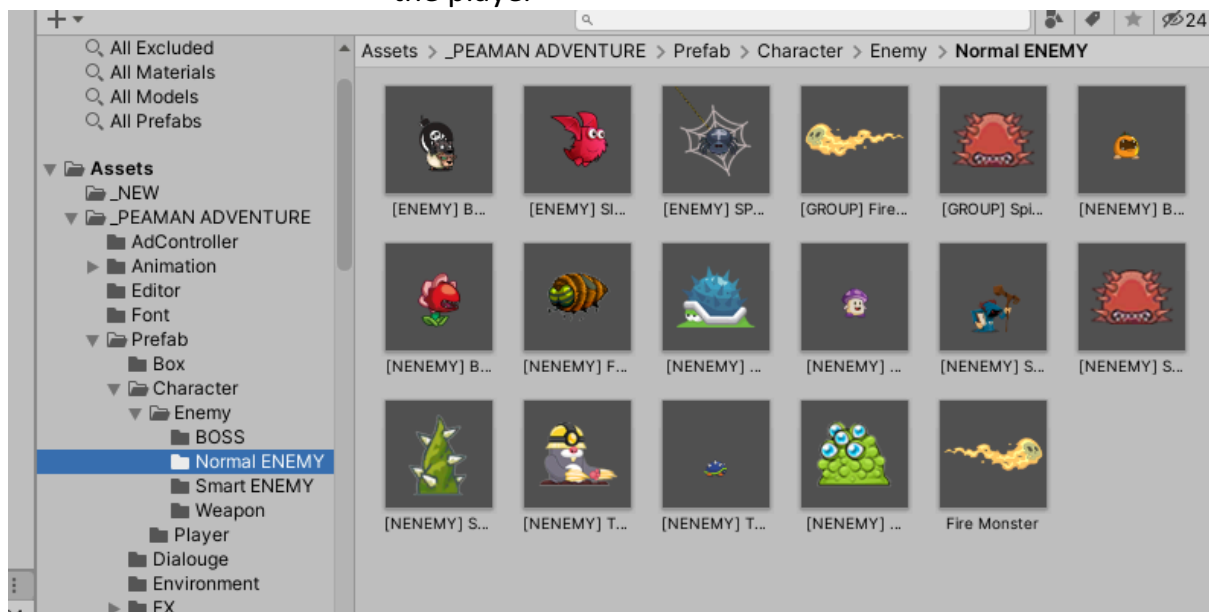 the player
24
All Excluded
All Materials
All Models
All Prefabs
Assets
_NEW
_PEAMAN ADVENTURE
AdController
Animation
Editor
Font
Prefab
Box
Character
Enemy
BOSS
Normal ENEMY
Smart ENEMY
Weapon
Player
Dialouge
Environment
FX
Assets > _PEAMAN ADVENTURE > Prefab > Character > Enemy > Normal ENEMY
[ENEMY] B... [ENEMY] Sl... [ENEMY] SP... [GROUP] Fire... [GROUP] Spi... [NENEMY] B...
[NENEMY] B... [NENEMY] F... [NENEMY] ... [NENEMY] ... [NENEMY] S... [NENEMY] S...
[NENEMY] S... [NENEMY] T... [NENEMY] T... [NENEMY] ... Fire Monster